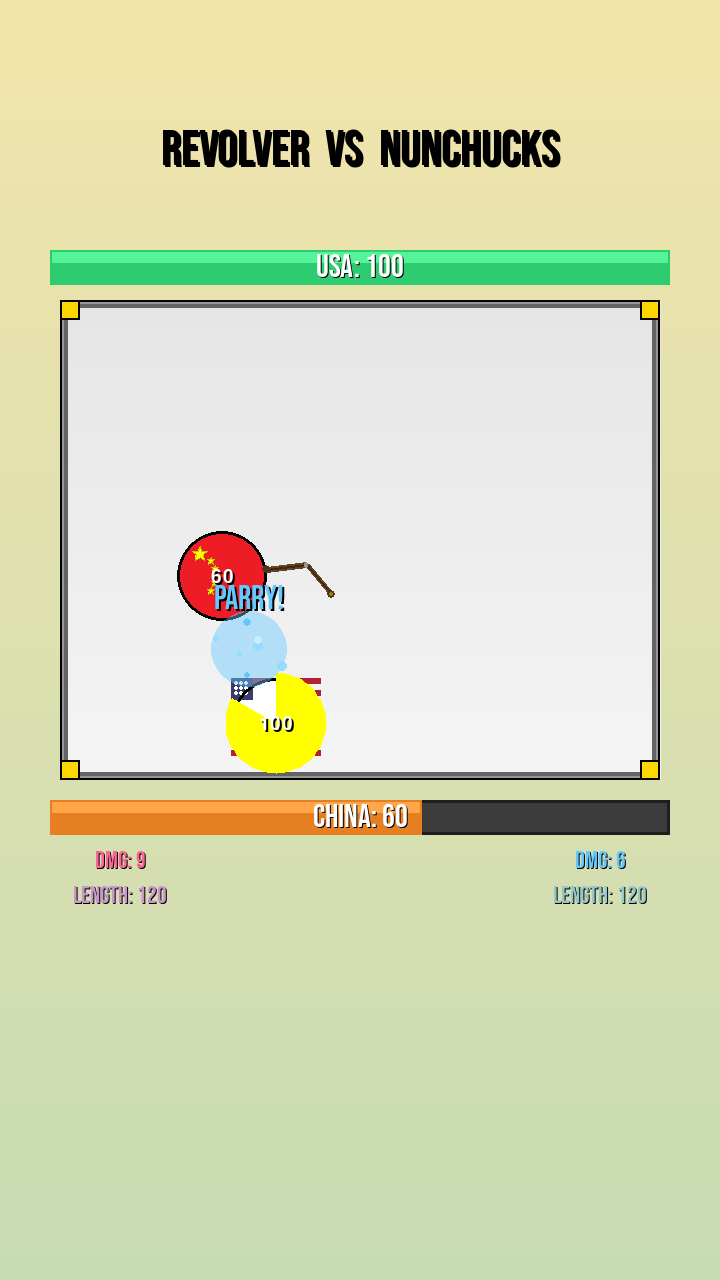 REVOLVER VS NUNCHUCKS
USA: 100
60
PARRY!
100
CHINA: 60
DMG: 9
DMG: 6
LENGTH: 120
LENGTH: 120